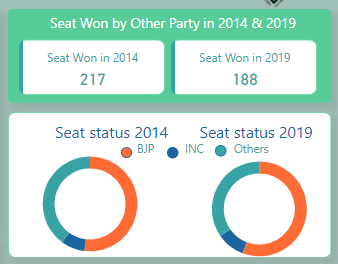 Seat Won by Other Party in 2014 & 2019
Seat Won in 2014
217
Seat Won in 2019
188
Seat status 2014
Seat status 2019
BJP INC Others